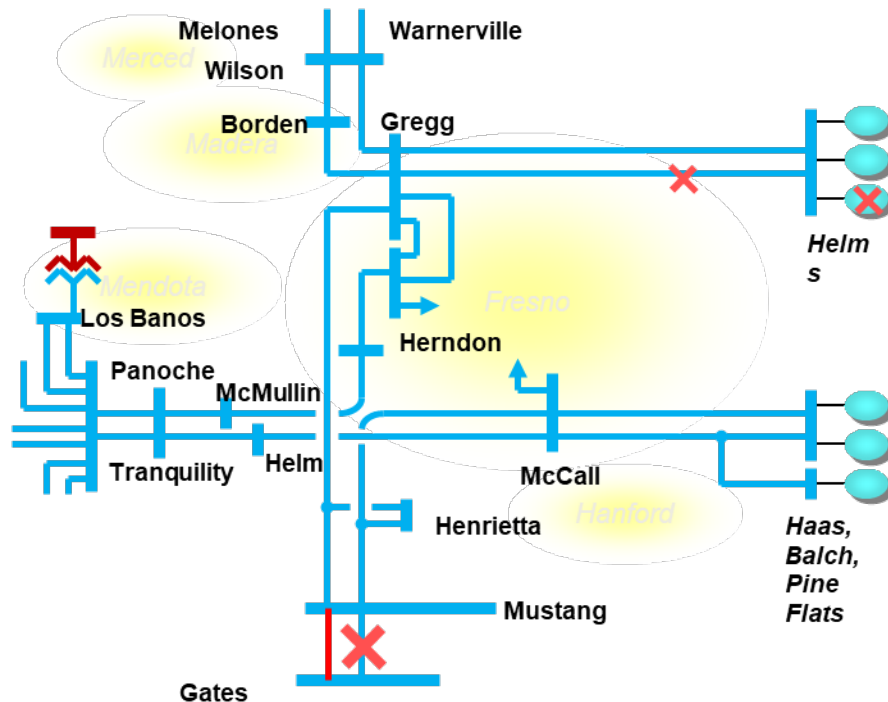 Melones
Warnerville
Merced
Wilson
Borden
Gregg
Madera
Helm
s
Mendota
Fresno
Los Banos
Herndon
Panoche
McMullin
Tranquility
Helm
McCall
Henrietta
Hanford
Haas,
Balch,
Pine
Flats
Mustang
Gates